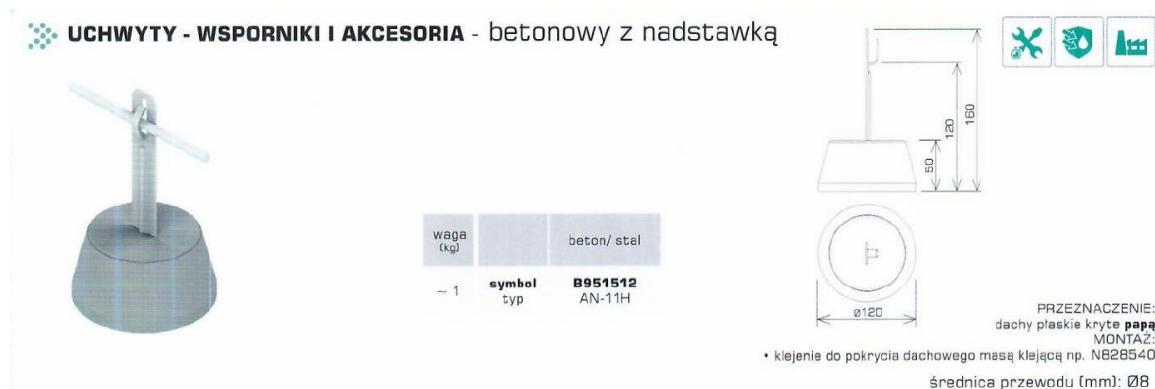 UCHWYTY - WSPORNIKI I AKCESORIA - betonowy z nadstawką
160
120
50
waga
(kg)
beton/ stal
~ 1
symbol
typ
B951512
AN-11H
ø120
PRZEZNACZENIE:
dachy płaskie kryte papą
MONTAŻ:
• klejenie do pokrycia dachowego masą klejącą np. N828540
średnica przewodu (mm): Ø8